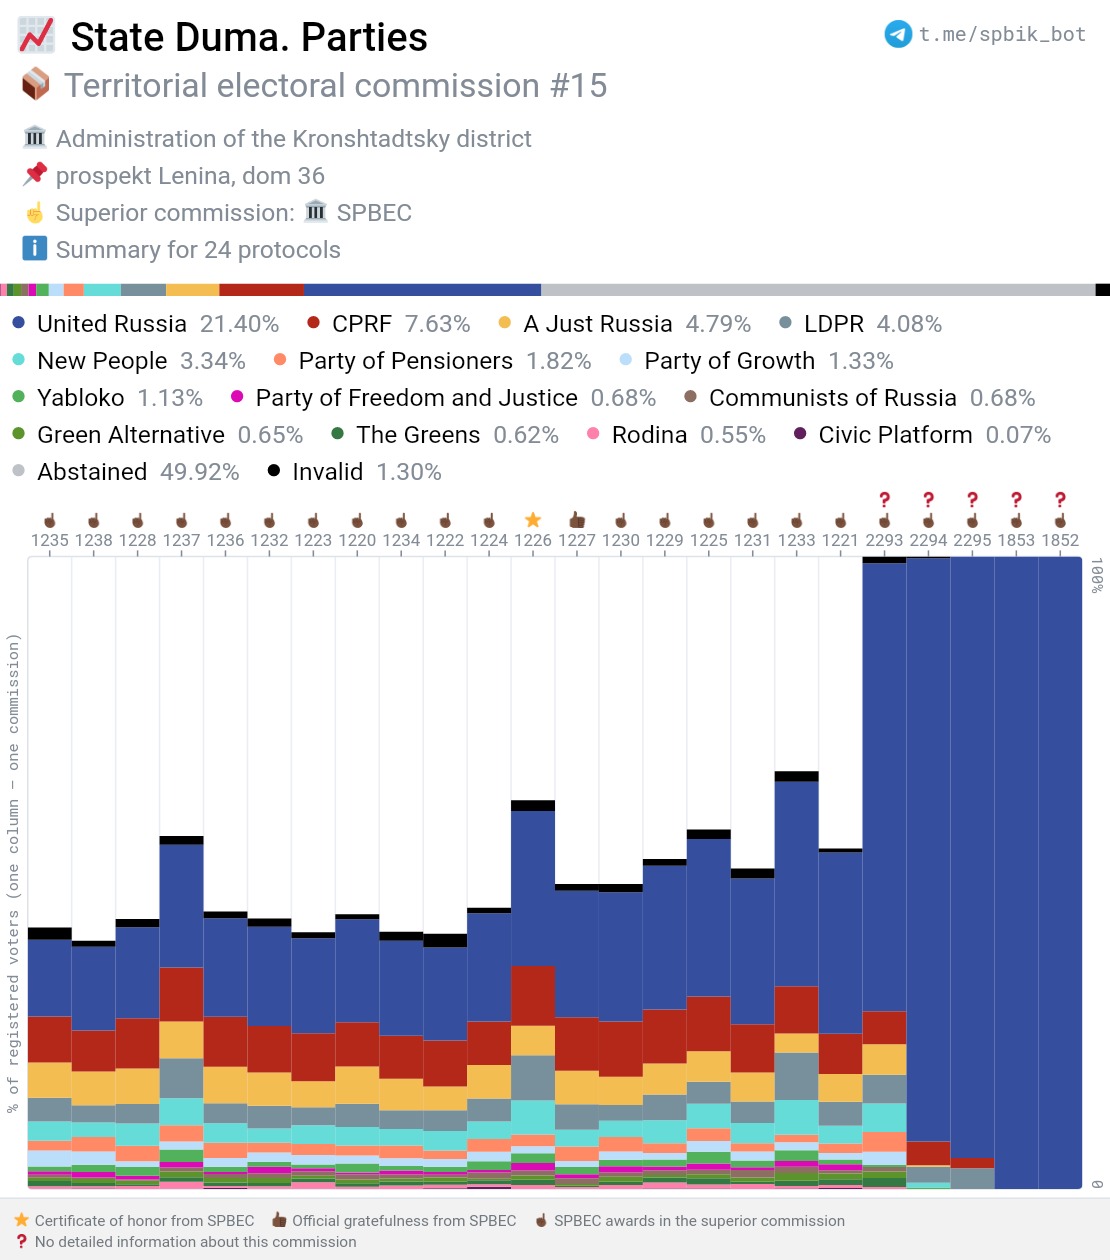 State Duma. Parties
t.me/spbik_bot
Territorial electoral commission #15
Administration of the Kronshtadtsky district
prospekt Lenina, dom 36
Superior commission: SPBEC
Summary for 24 protocols
United Russia 21.40% CPRF 7.63% A Just Russia 4.79% LDPR 4.08%
New People 3.34% Party of Pensioners 1.82% Party of Growth 1.33%
Yabloko 1.13% Party of Freedom and Justice 0.68% Communists of Russia 0.68%
Green Alternative 0.65% The Greens 0.62% Rodina 0.55% Civic Platform 0.07%
Abstained 49.92% Invalid 1.30%
1235 1238 1228 1237 1236 1232 1223 1220 1234 1222 1224 1226 1227 1230 1229 1225 1231 1233 1221 2293 2294 2295 1853 1852
100%
% of registered voters (one column — one commission)
0
Certificate of honor from SPBEC Official gratefulness from SPBEC SPBEC awards in the superior commission
No detailed information about this commission